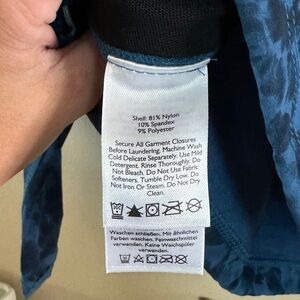 Shell: 81% Nylon
10% Spandex
9% Polyester
Secure All Garment Closures
Before Laundering. Machine Wash
Cold Delicate Separately. Use Mild
Detergent. Rinse Thoroughly. Do
Not Bleach. Do Not Use Fabric
Softeners. Tumble Dry Low. Do
Not Iron Or Steam. Do Not Dry
Clean.
Waschen schließen. Mit ähnlichen
Farben waschen. Feinwaschmittel
verwenden. Keine Weichspüler
verwenden.